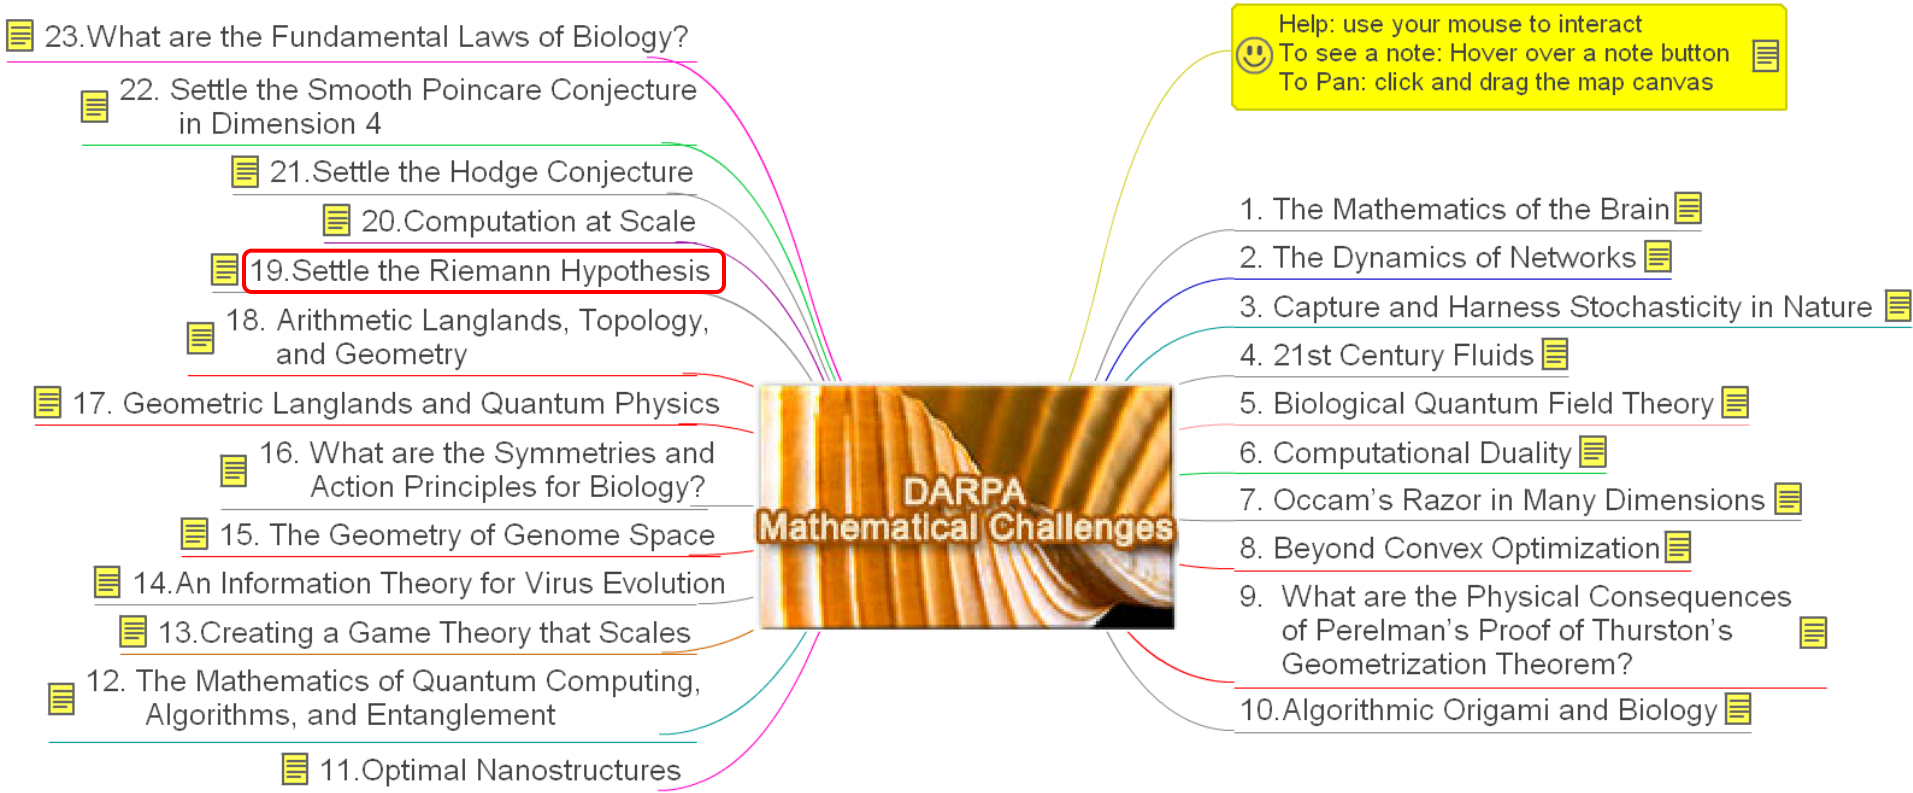 Help: use your mouse to interact
To see a note: Hover over a note button
To Pan: click and drag the map canvas
1. The Mathematics of the Brain
2. The Dynamics of Networks
3. Capture and Harness Stochasticity in Nature
4. 21st Century Fluids
5. Biological Quantum Field Theory
6. Computational Duality
7. Occam’s Razor in Many Dimensions
8. Beyond Convex Optimization
9. What are the Physical Consequences
of Perelman’s Proof of Thurston’s
Geometrization Theorem?
10.Algorithmic Origami and Biology
DARPA
Mathematical Challenges
23.What are the Fundamental Laws of Biology?
22. Settle the Smooth Poincare Conjecture
in Dimension 4
21.Settle the Hodge Conjecture
20.Computation at Scale
19.Settle the Riemann Hypothesis
18. Arithmetic Langlands, Topology,
and Geometry
17. Geometric Langlands and Quantum Physics
16. What are the Symmetries and
Action Principles for Biology?
15. The Geometry of Genome Space
14.An Information Theory for Virus Evolution
13.Creating a Game Theory that Scales
12. The Mathematics of Quantum Computing,
Algorithms, and Entanglement
11.Optimal Nanostructures